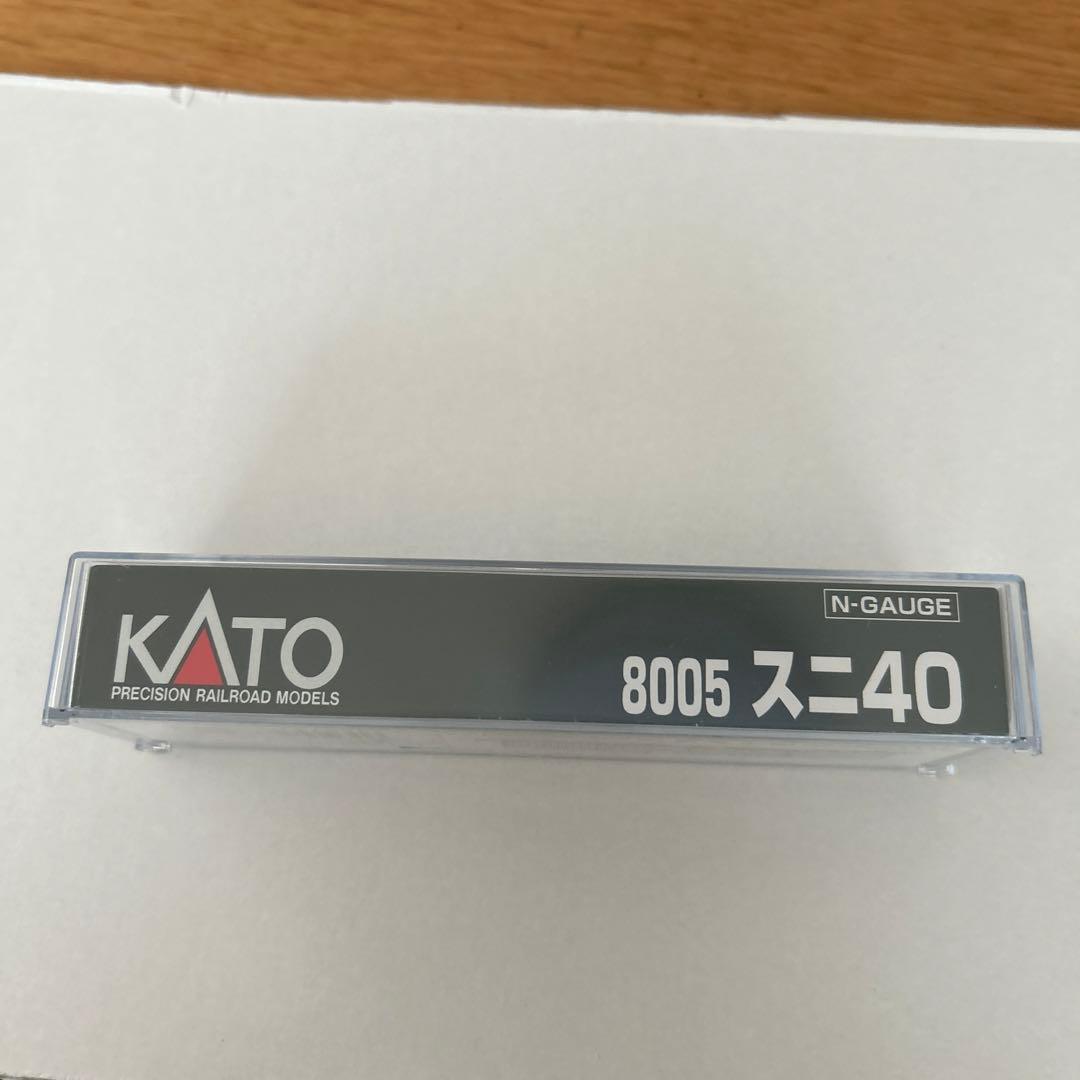 KATO
PRECISION RAILROAD MODELS
N-GAUGE
8005 スニ40